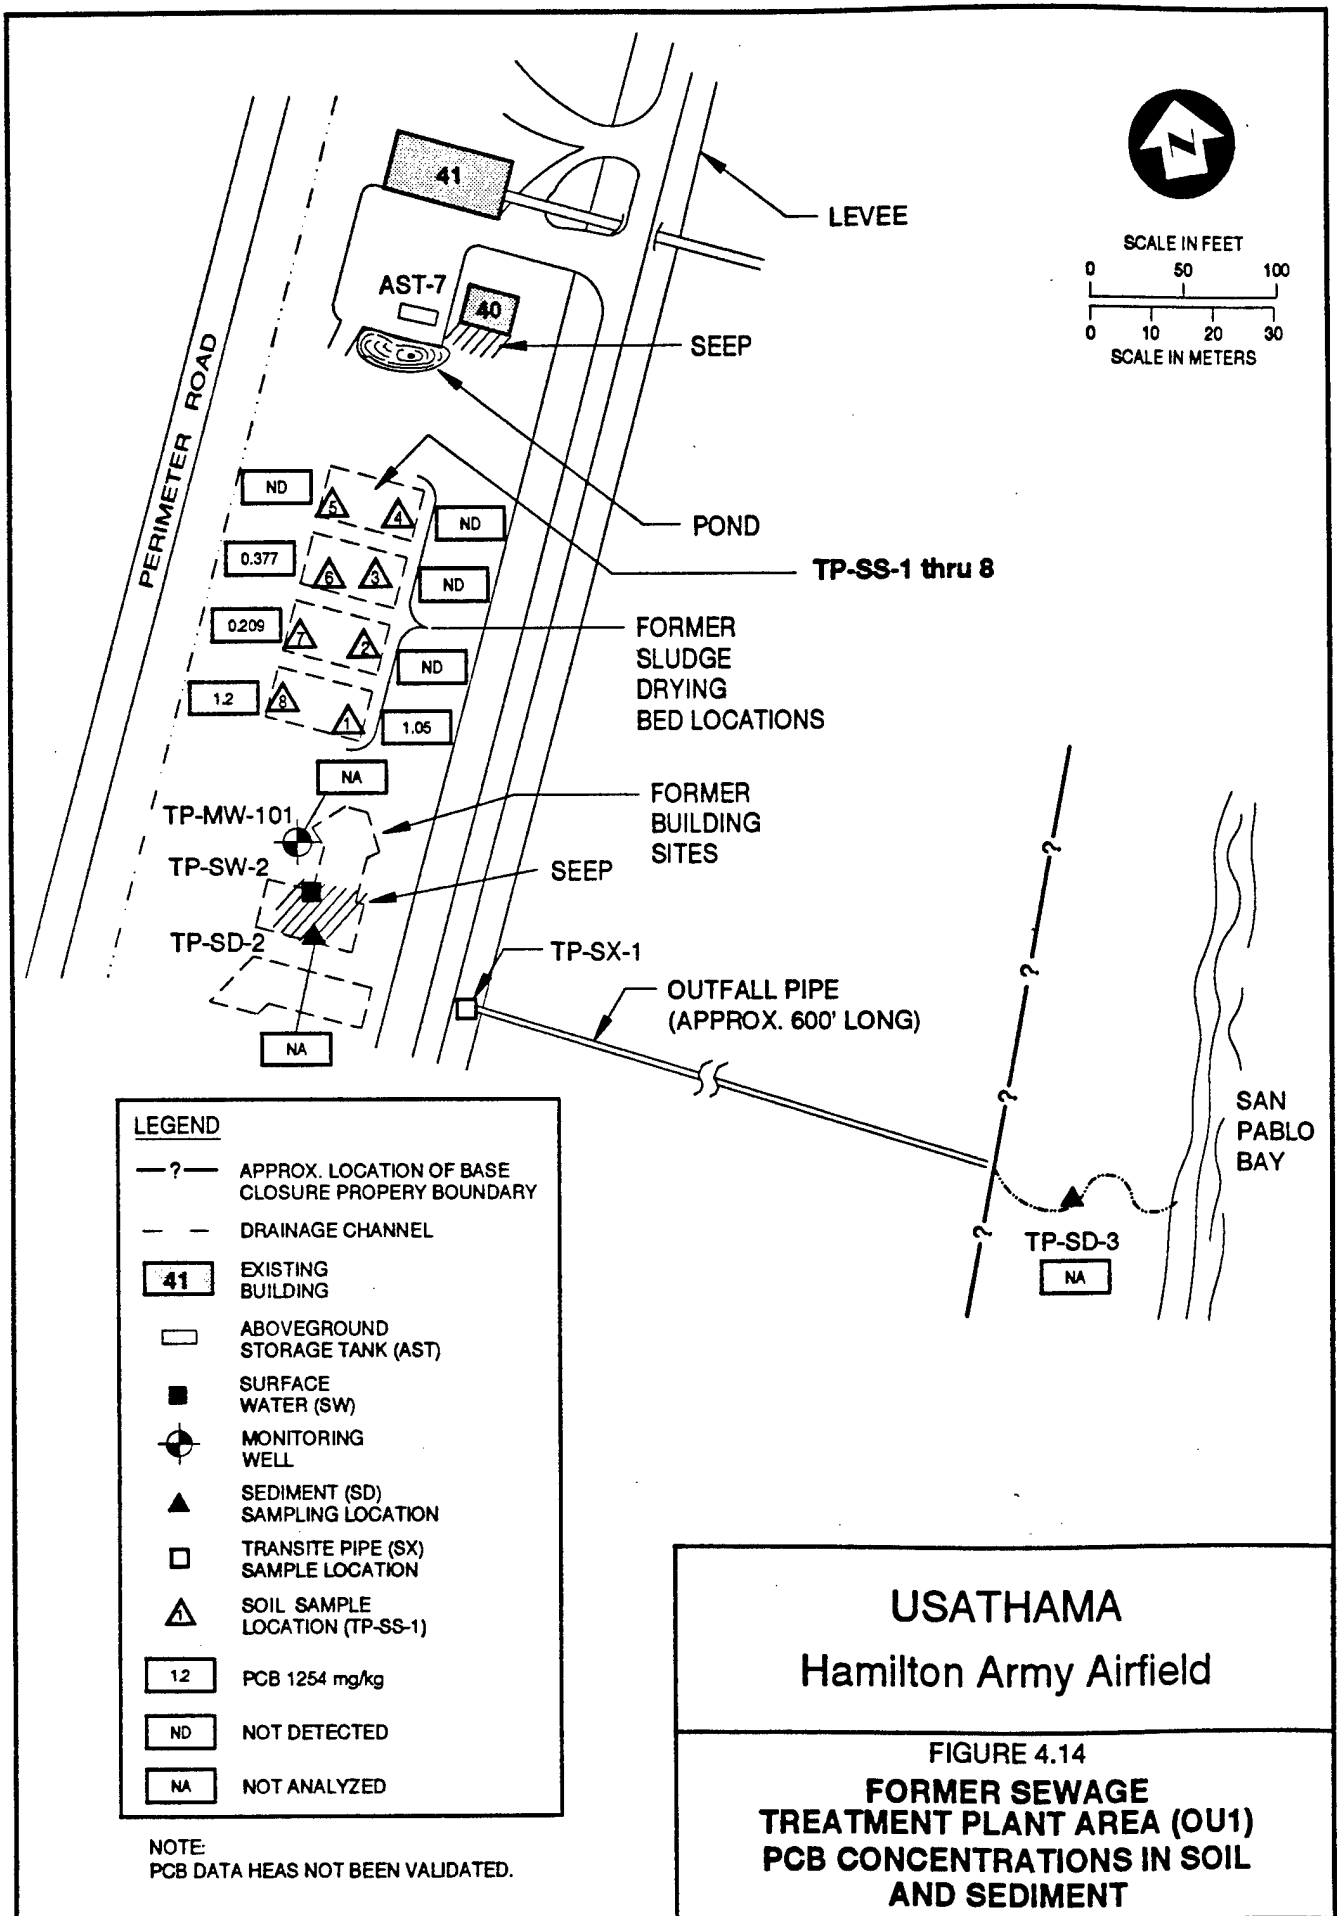 N
SCALE IN FEET
0 50 100
0 10 20 30
SCALE IN METERS
41
LEVEE
AST-7
40
SEEP
PERIMETER ROAD
POND
TP-SS-1 thru 8
ND
5
4
ND
0.377
6
3
ND
0.209
7
2
ND
1.2
8
1
1.05
FORMER
SLUDGE
DRYING
BED LOCATIONS
NA
TP-MW-101
FORMER
BUILDING
SITES
TP-SW-2
SEEP
TP-SD-2
NA
TP-SX-1
OUTFALL PIPE
(APPROX. 600' LONG)
?
?
?
?
SAN
PABLO
BAY
TP-SD-3
NA
LEGEND
? APPROX. LOCATION OF BASE
CLOSURE PROPERY BOUNDARY
DRAINAGE CHANNEL
41 EXISTING
BUILDING
ABOVEGROUND
STORAGE TANK (AST)
SURFACE
WATER (SW)
MONITORING
WELL
SEDIMENT (SD)
SAMPLING LOCATION
TRANSITE PIPE (SX)
SAMPLE LOCATION
1 SOIL SAMPLE
LOCATION (TP-SS-1)
1.2 PCB 1254 mg/kg
ND NOT DETECTED
NA NOT ANALYZED
NOTE:
PCB DATA HEAS NOT BEEN VALIDATED.
USATHAMA
Hamilton Army Airfield
FIGURE 4.14
FORMER SEWAGE
TREATMENT PLANT AREA (OU1)
PCB CONCENTRATIONS IN SOIL
AND SEDIMENT